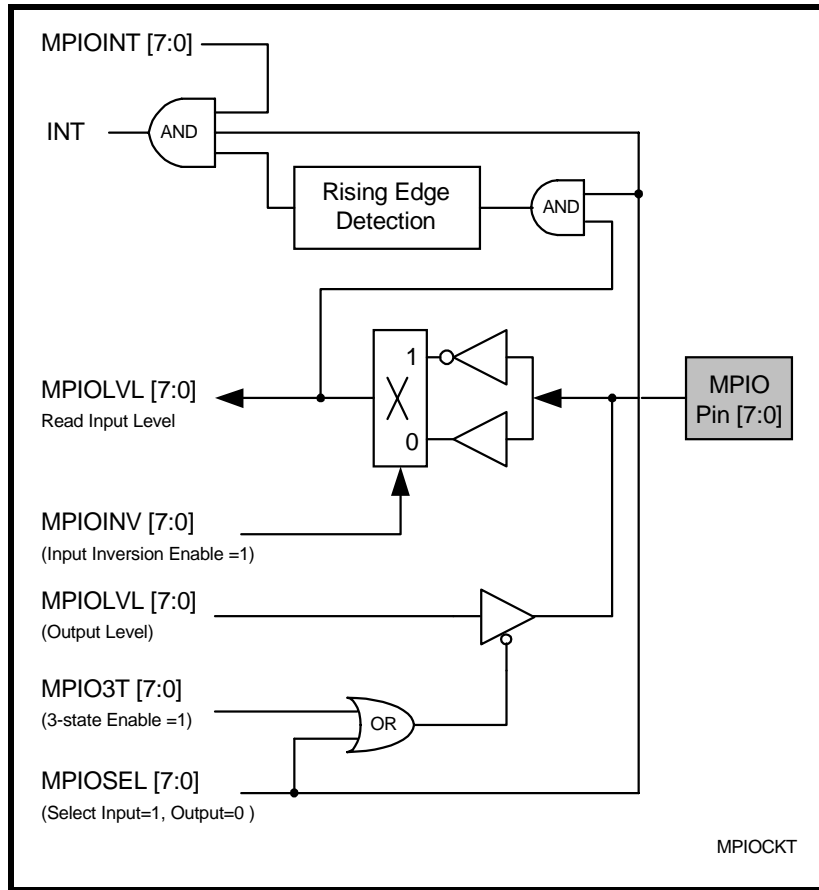 MPIOINT [7:0]
INT
AND
Rising Edge
Detection
AND
1
MPIOLVL [7:0]
Read Input Level
0
MPIO
Pin [7:0]
MPIOINV [7:0]
(Input Inversion Enable =1)
MPIOLVL [7:0]
(Output Level)
MPIO3T [7:0]
(3-state Enable =1)
OR
MPIOSEL [7:0]
(Select Input=1, Output=0 )
MPIOCKT